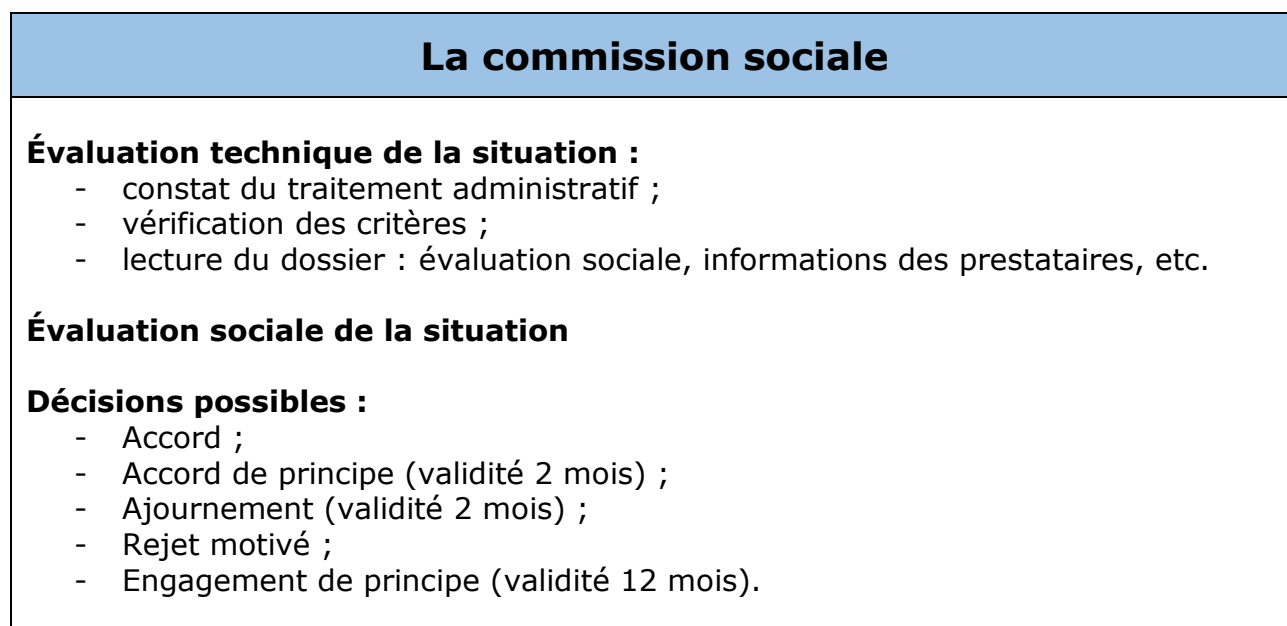 La commission sociale
Évaluation technique de la situation :
- constat du traitement administratif ;
- vérification des critères ;
- lecture du dossier : évaluation sociale, informations des prestataires, etc.
Évaluation sociale de la situation
Décisions possibles :
- Accord ;
- Accord de principe (validité 2 mois) ;
- Ajournement (validité 2 mois) ;
- Rejet motivé ;
- Engagement de principe (validité 12 mois).